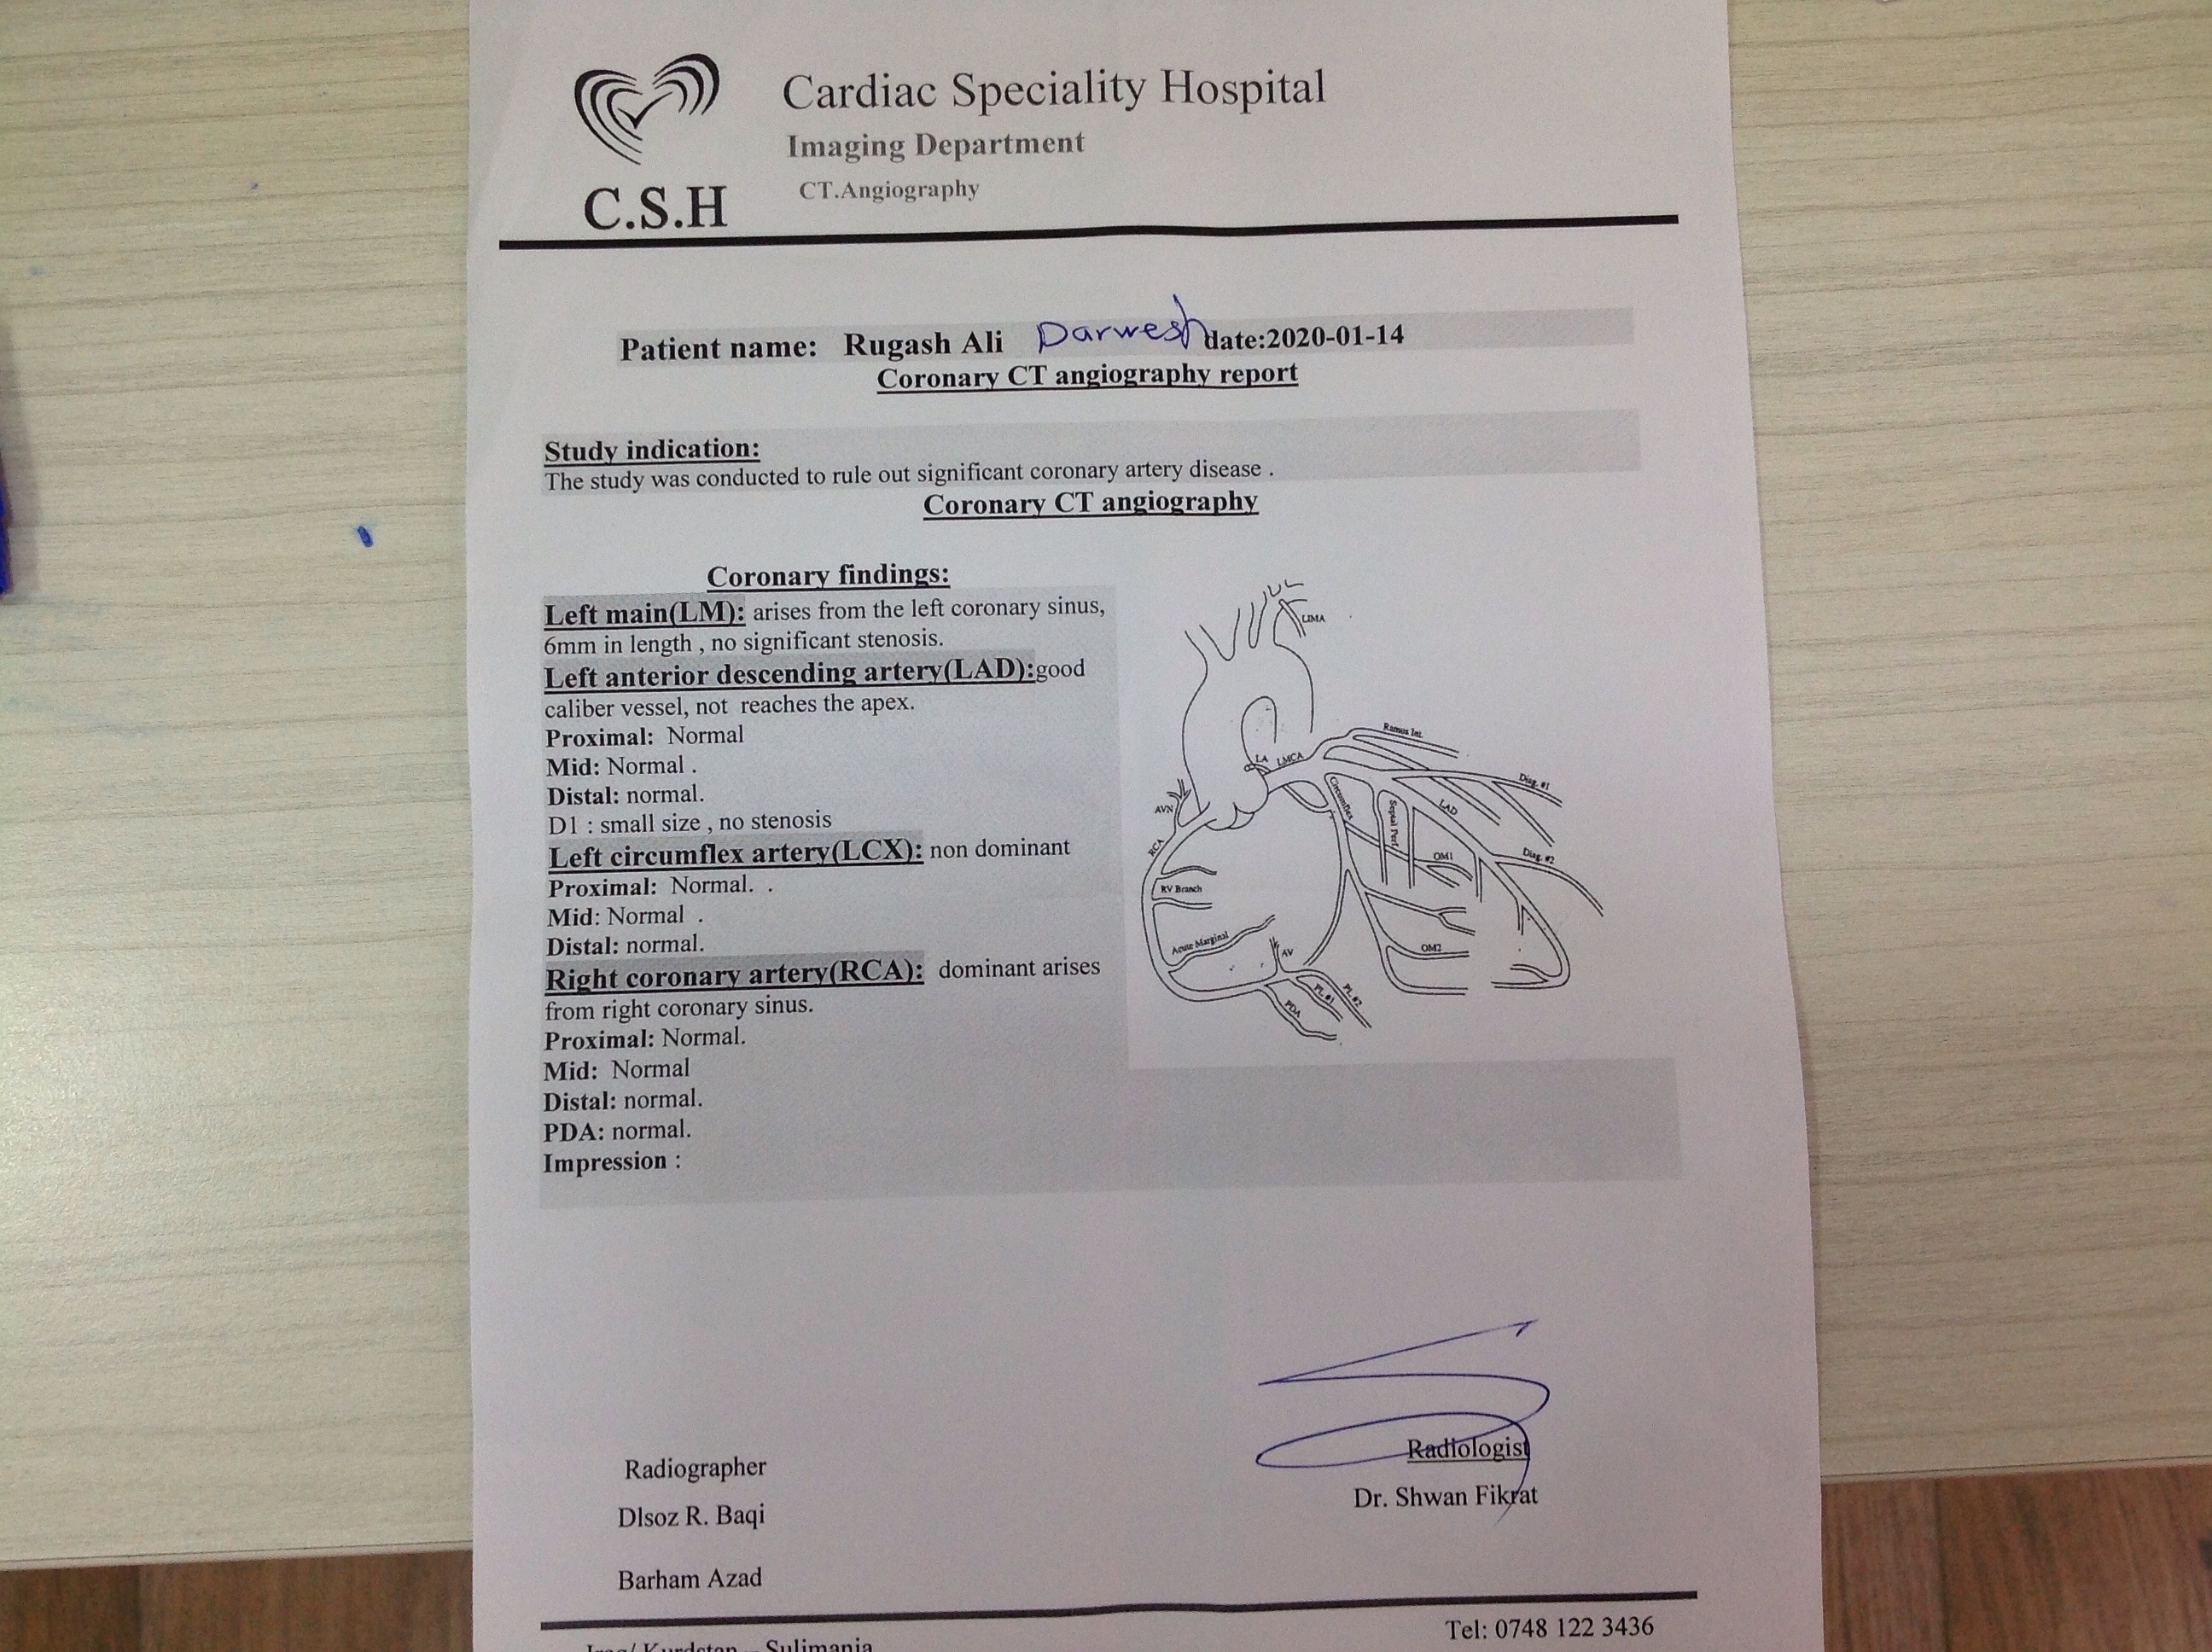 Cardiac Speciality Hospital
Imaging Department
CT.Angiography
C.S.H
Patient name: Rugash Ali Darwesh date:2020-01-14
Coronary CT angiography report
Study indication:
The study was conducted to rule out significant coronary artery disease .
Coronary CT angiography
Coronary findings:
Left main(LM): arises from the left coronary sinus,
6mm in length , no significant stenosis.
Left anterior descending artery(LAD):good
caliber vessel, not reaches the apex.
Proximal: Normal
Mid: Normal .
Distal: normal.
D1 : small size , no stenosis
Left circumflex artery(LCX): non dominant
Proximal: Normal. .
Mid: Normal .
Distal: normal.
Right coronary artery(RCA): dominant arises
from right coronary sinus.
Proximal: Normal.
Mid: Normal
Distal: normal.
PDA: normal.
Impression :
LIMA
Ramus Int.
LA
LMCA
Diag. #1
Circumflex
Septal Perf.
LAD
AVN
RCA
OM1
Diag. #2
RV Branch
Acute Marginal
AV
OM2
PL #1
PL #2
PDA
Radiographer
Dlsoz R. Baqi
Barham Azad
Radiologist
Dr. Shwan Fikrat
Tel: 0748 122 3436
Iraq/ Kurdstan – Sulimania